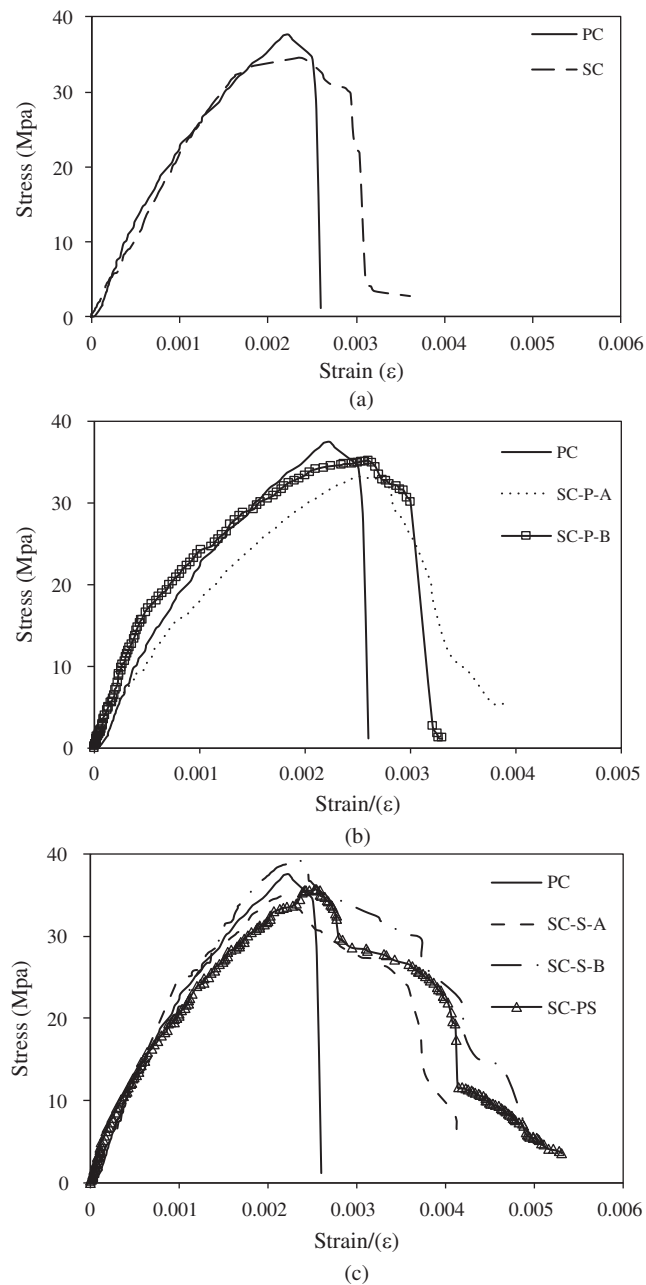 40
30
20
10
0
Stress (Mpa)
PC
SC
0 0.001 0.002 0.003 0.004 0.005 0.006
Strain (ε)
(a)
40
30
20
10
0
Stress (Mpa)
PC
SC-P-A
SC-P-B
0 0.001 0.002 0.003 0.004 0.005
Strain/(ε)
(b)
40
30
20
10
0
Stress (Mpa)
PC
SC-S-A
SC-S-B
SC-PS
0 0.001 0.002 0.003 0.004 0.005 0.006
Strain/(ε)
(c)